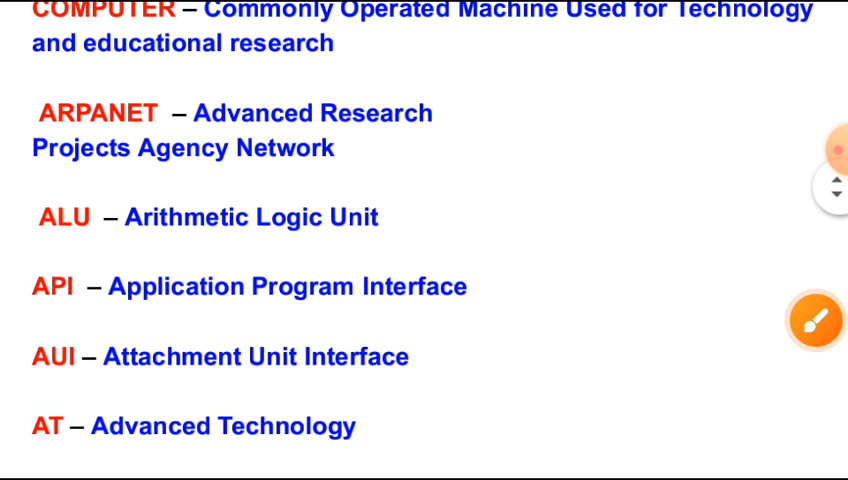 COMPUTER – Commonly Operated Machine Used for Technology
and educational research
ARPANET – Advanced Research
Projects Agency Network
ALU – Arithmetic Logic Unit
API – Application Program Interface
AUI – Attachment Unit Interface
AT – Advanced Technology